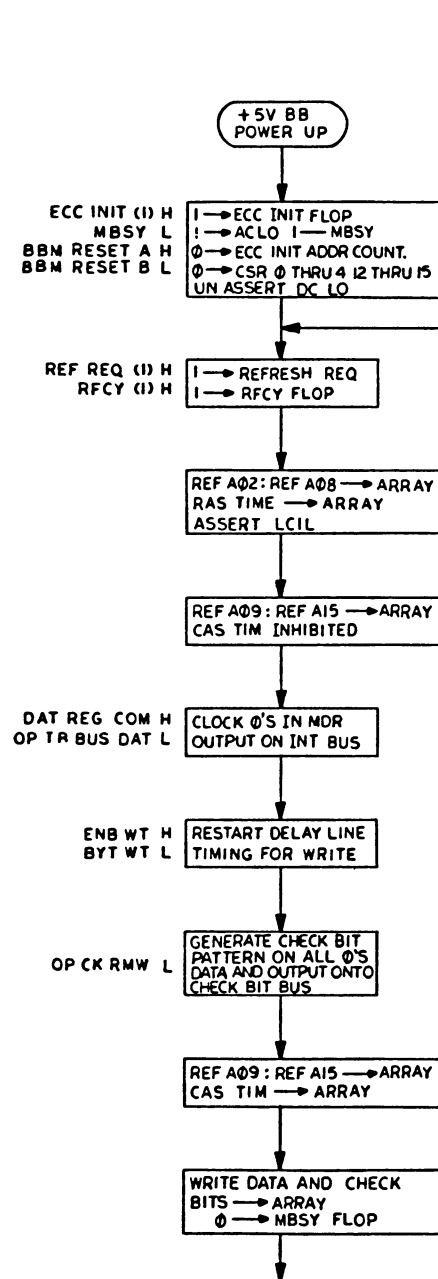 +5V BB
POWER UP
ECC INIT (1) H
MBSY L
BBM RESET A H
BBM RESET B L
1→ECC INIT FLOP
!→ACLO 1—MBSY
Ø→ECC INIT ADDR COUNT.
Ø→CSR Ø THRU 4 12 THRU 15
UN ASSERT DC LO
REF REQ (1) H
RFCY (1) H
1→REFRESH REQ
1→RFCY FLOP
REF AØ2: REF AØ8→ARRAY
RAS TIME→ARRAY
ASSERT LCIL
REF AØ9: REF A15→ARRAY
CAS TIM INHIBITED
DAT REG COM H
OP TR BUS DAT L
CLOCK Ø'S IN MDR
OUTPUT ON INT BUS
ENB WT H
BYT WT L
RESTART DELAY LINE
TIMING FOR WRITE
OP CK RMW L
GENERATE CHECK BIT
PATTERN ON ALL Ø'S
DATA AND OUTPUT ONTO
CHECK BIT BUS
REF AØ9: REF A15→ARRAY
CAS TIM→ARRAY
WRITE DATA AND CHECK
BITS→ARRAY
Ø→MBSY FLOP